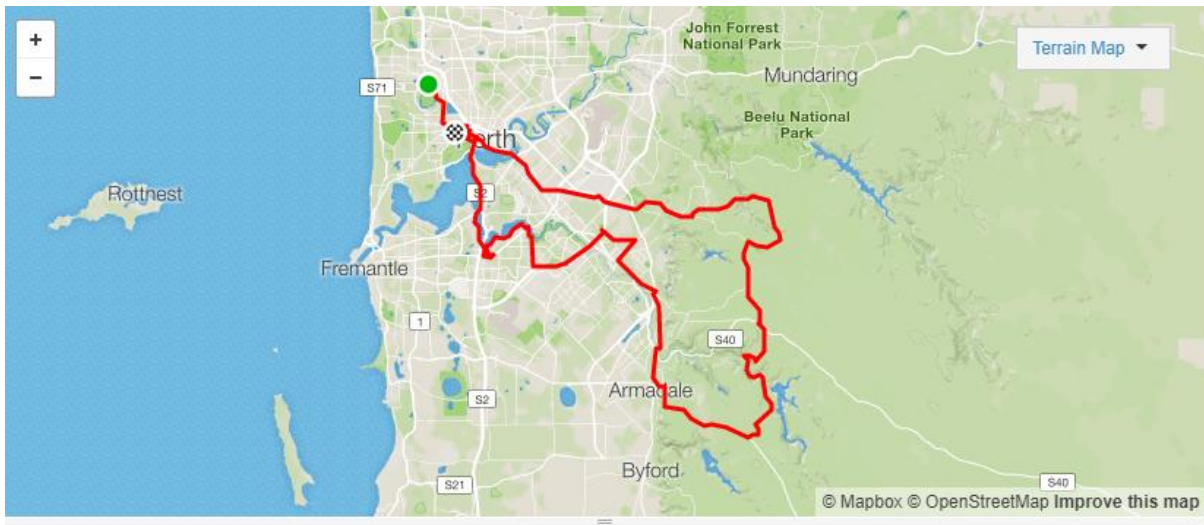 +
−
John Forrest
National Park
Terrain Map
Mundaring
S71
Beelu National
Park
Perth
Rottnest
S2
Fremantle
1
S40
Armadale
S2
Byford
S21
S40
© Mapbox © OpenStreetMap Improve this map